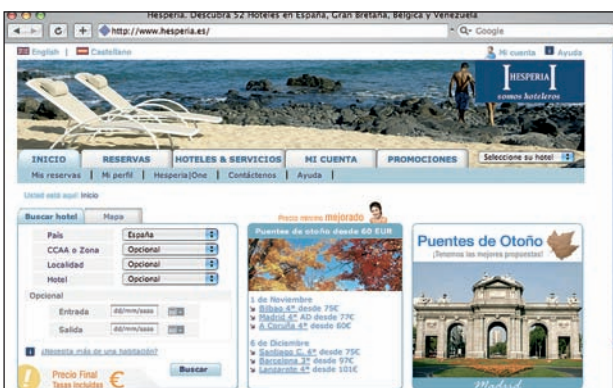 Hesperia. Descubra 52 Hoteles en España, Gran Bretaña, Bélgica y Venezuela
http://www.hesperia.es/
Google
English | Castellano
Mi cuenta Ayuda
HESPERIA
somos hoteleros
INICIO RESERVAS HOTELES & SERVICIOS MI CUENTA PROMOCIONES Seleccione su hotel
Mis reservas | Mi perfil | Hesperia|One | Contáctenos | Ayuda |
Usted está aquí: Inicio
Buscar hotel Mapa
País España
CCAA o Zona Opcional
Localidad Opcional
Hotel Opcional
Opcional
Entrada dd/mm/aaaa
Salida dd/mm/aaaa
¿Necesita más de una habitación?
Precio Final
Tasas incluidas €
Buscar
Precio mínimo mejorado
Puentes de otoño desde 60 EUR
1 de Noviembre
Bilbao 4* desde 75€
Madrid 4* AD desde 77€
A Coruña 4* desde 60€
6 de Diciembre
Santiago C. 4* desde 75€
Barcelona 3* desde 97€
Lanzarote 4* desde 101€
Puentes de Otoño
¡Tenemos las mejores propuestas!
Madrid